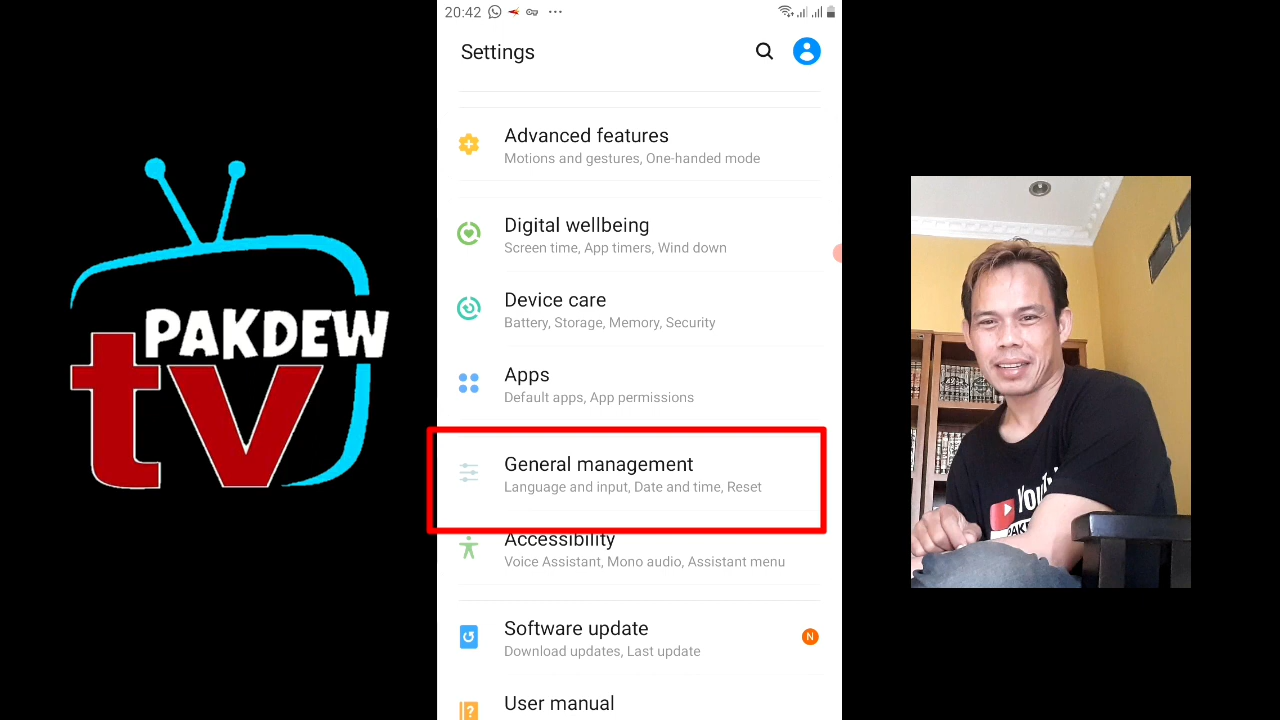 20:42
Settings
Advanced features
Motions and gestures, One-handed mode
Digital wellbeing
Screen time, App timers, Wind down
Device care
Battery, Storage, Memory, Security
Apps
Default apps, App permissions
General management
Language and input, Date and time, Reset
Accessibility
Voice Assistant, Mono audio, Assistant menu
Software update
N
Download updates, Last update
User manual
?
PAKDEW
tv